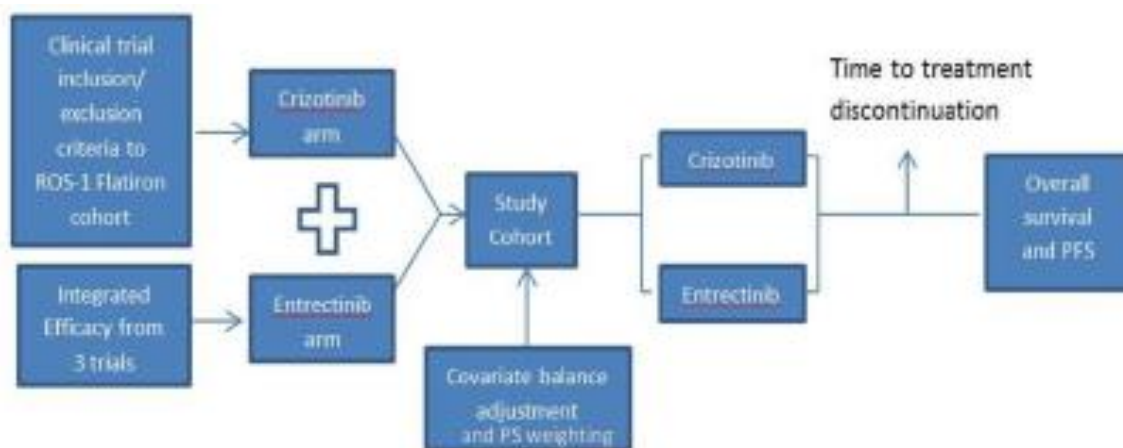 Clinical trial
inclusion/
exclusion
criteria to
ROS-1 Flatiron
cohort
Crizotinib
arm
Integrated
Efficacy from
3 trials
Entrectinib
arm
Study
Cohort
Covariate balance
adjustment
and PS weighting
Crizotinib
Entrectinib
Time to treatment
discontinuation
Overall
survival
and PFS